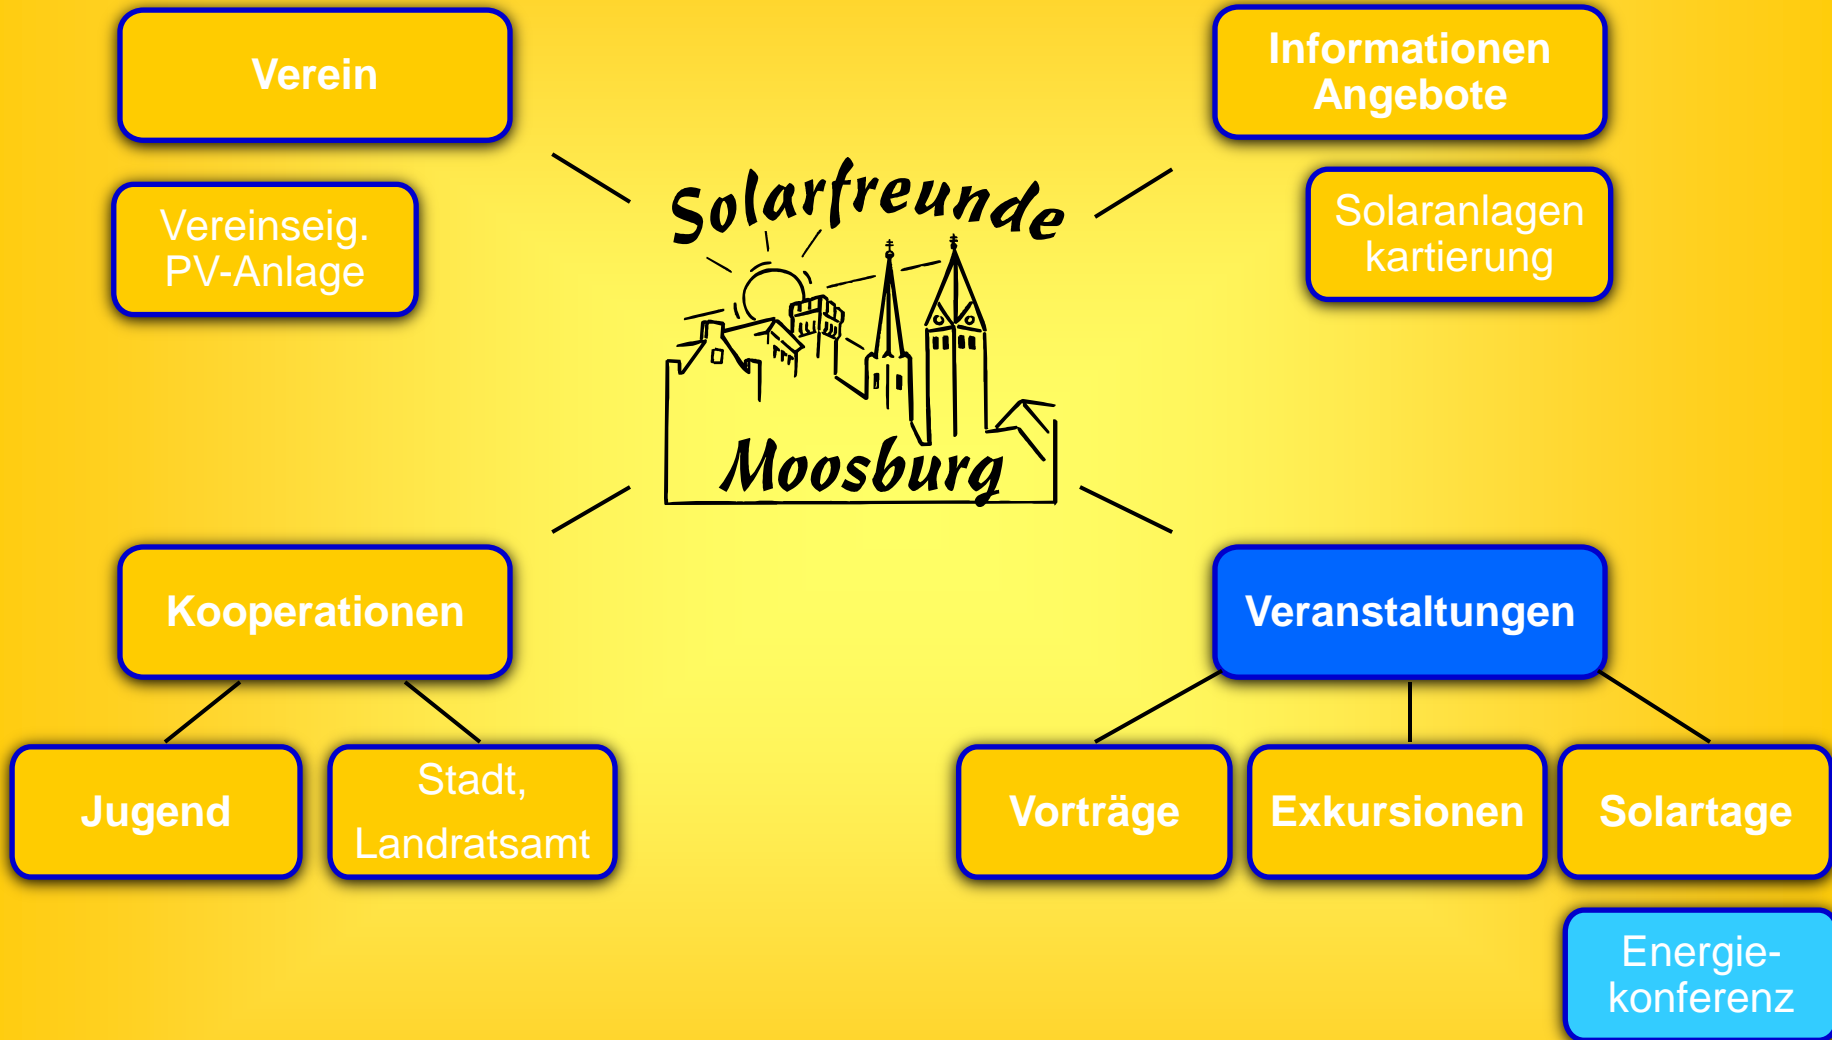 Verein
Informationen
Angebote
Vereinseig.
PV-Anlage
Solarfreunde
Moosburg
Solaranlagen
kartierung
Kooperationen
Veranstaltungen
Jugend
Stadt,
Landratsamt
Vorträge
Exkursionen
Solartage
Energie-
konferenz